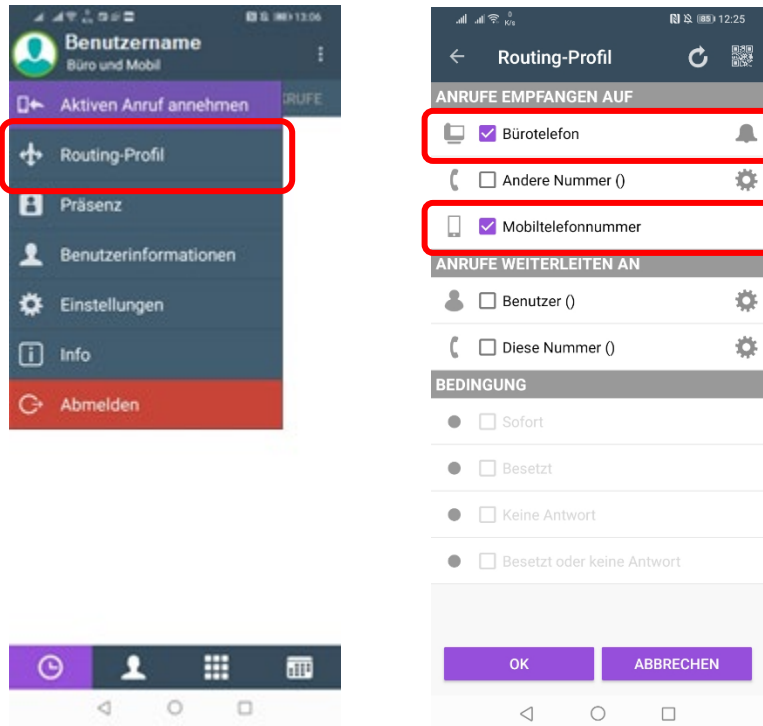 13:06
Benutzername
Büro und Mobil
Aktiven Anruf annehmen
RUFE
Routing-Profil
Präsenz
Benutzerinformationen
Einstellungen
Info
Abmelden
0 K/s
85 12:25
Routing-Profil
ANRUFE EMPFANGEN AUF
Bürotelefon
Andere Nummer ()
Mobiltelefonnummer
ANRUFE WEITERLEITEN AN
Benutzer ()
Diese Nummer ()
BEDINGUNG
Sofort
Besetzt
Keine Antwort
Besetzt oder keine Antwort
OK
ABBRECHEN